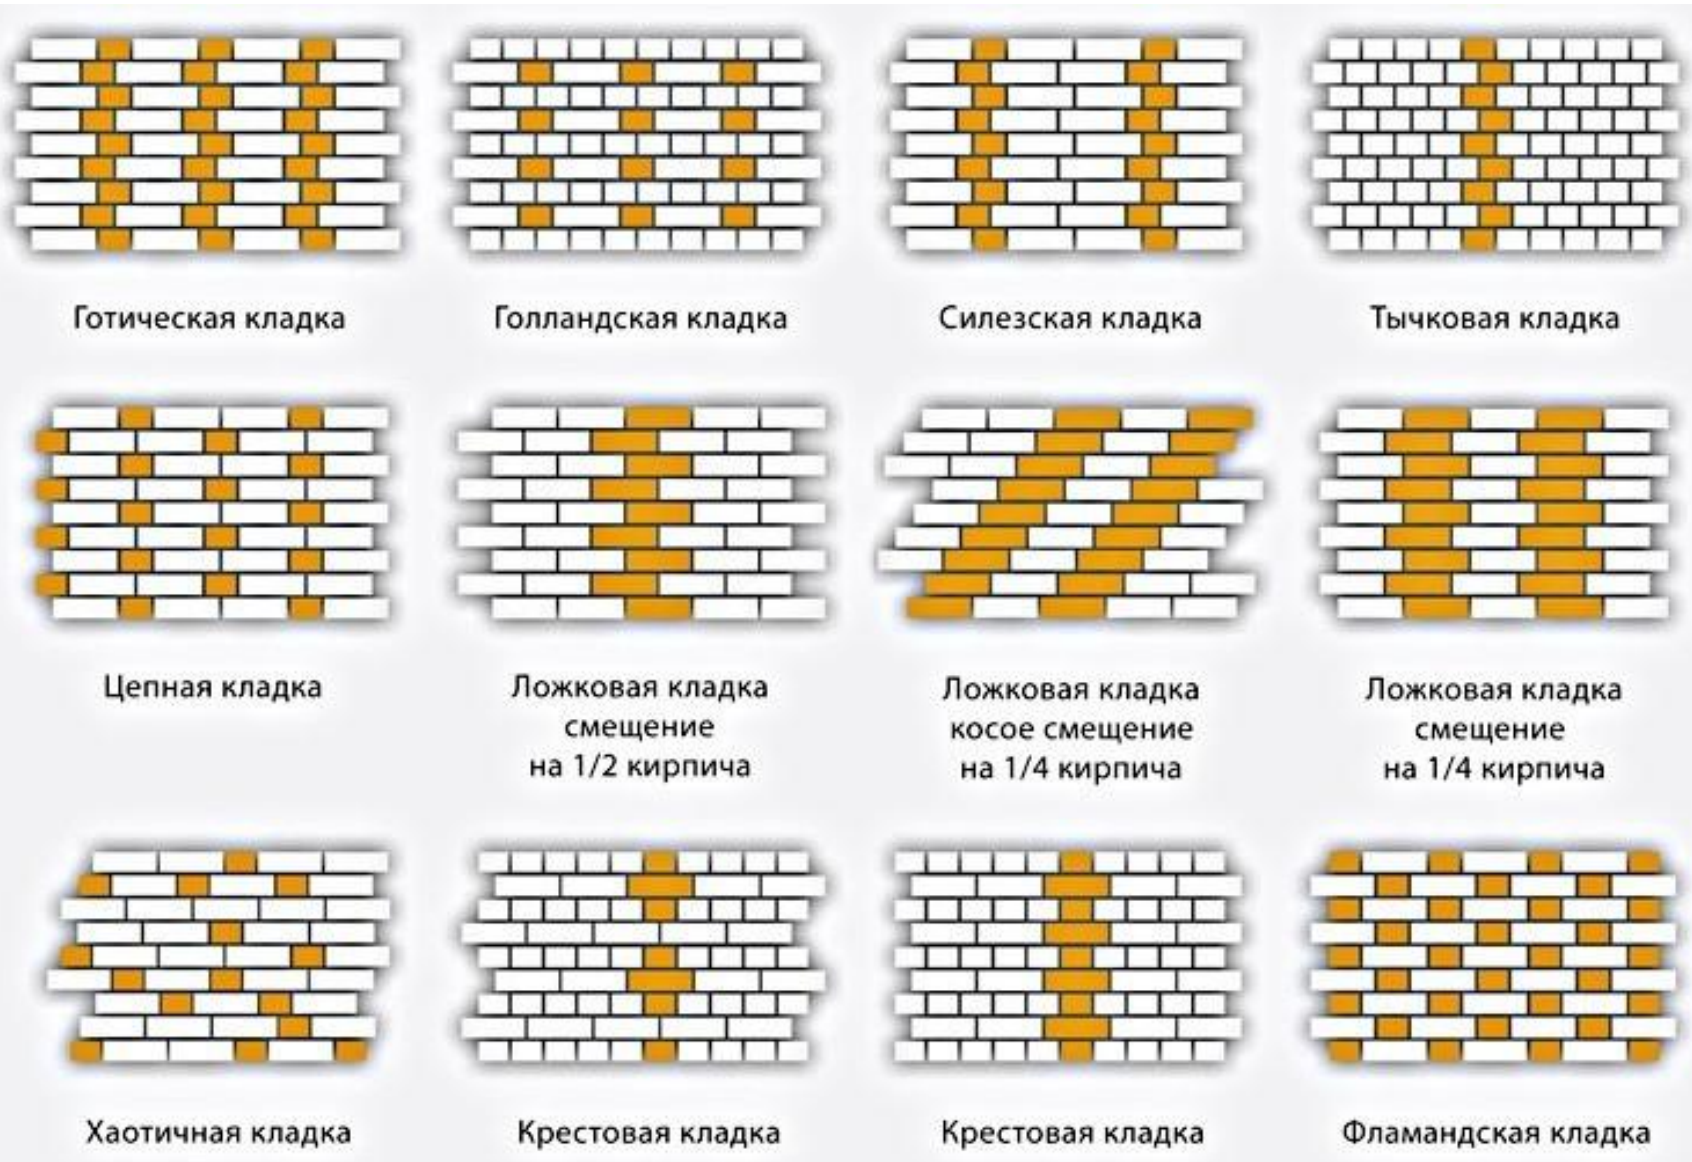 Готическая кладка
Голландская кладка
Силезская кладка
Тычковая кладка
Цепная кладка
Ложковая кладка
смещение
на 1/2 кирпича
Ложковая кладка
косое смещение
на 1/4 кирпича
Ложковая кладка
смещение
на 1/4 кирпича
Хаотичная кладка
Крестовая кладка
Крестовая кладка
Фламандская кладка